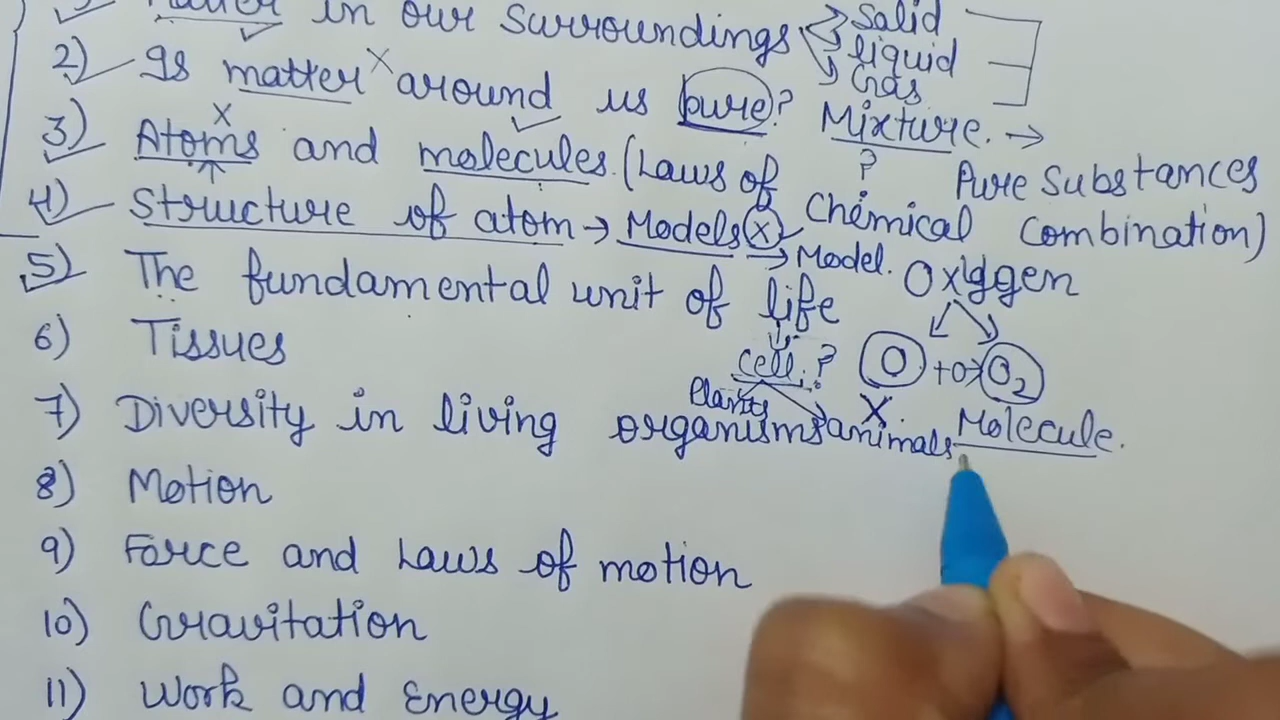 matter in our surroundings solid
liquid
Gas
2) Is matter x around us pure? Mixture. →
?
Pure Substances
x
3) Atoms and molecules. (Laws of Chemical Combination)
4) Structure of atom → Models (x)
→ Model.
Oxygen
5) The fundamental unit of life
cell. ?
O + O → O2
x
Molecule.
Plants
animals
6) Tissues
7) Diversity in living organisms
8) Motion
9) Force and Laws of motion
10) Gravitation
11) Work and Energy